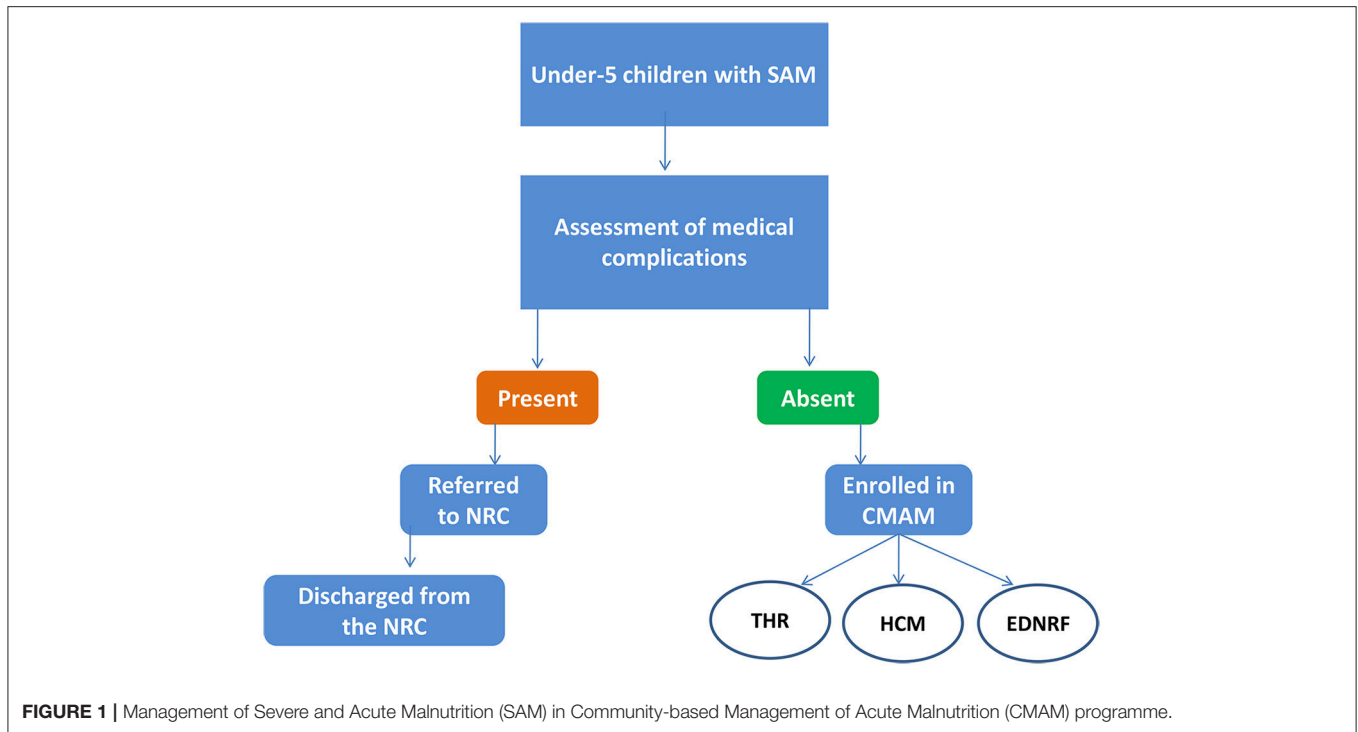 Under-5 children with SAM
Assessment of medical
complications
Present
Absent
Referred
to NRC
Enrolled in
CMAM
Discharged from
the NRC
THR
HCM
EDNRF
FIGURE 1 | Management of Severe and Acute Malnutrition (SAM) in Community-based Management of Acute Malnutrition (CMAM) programme.